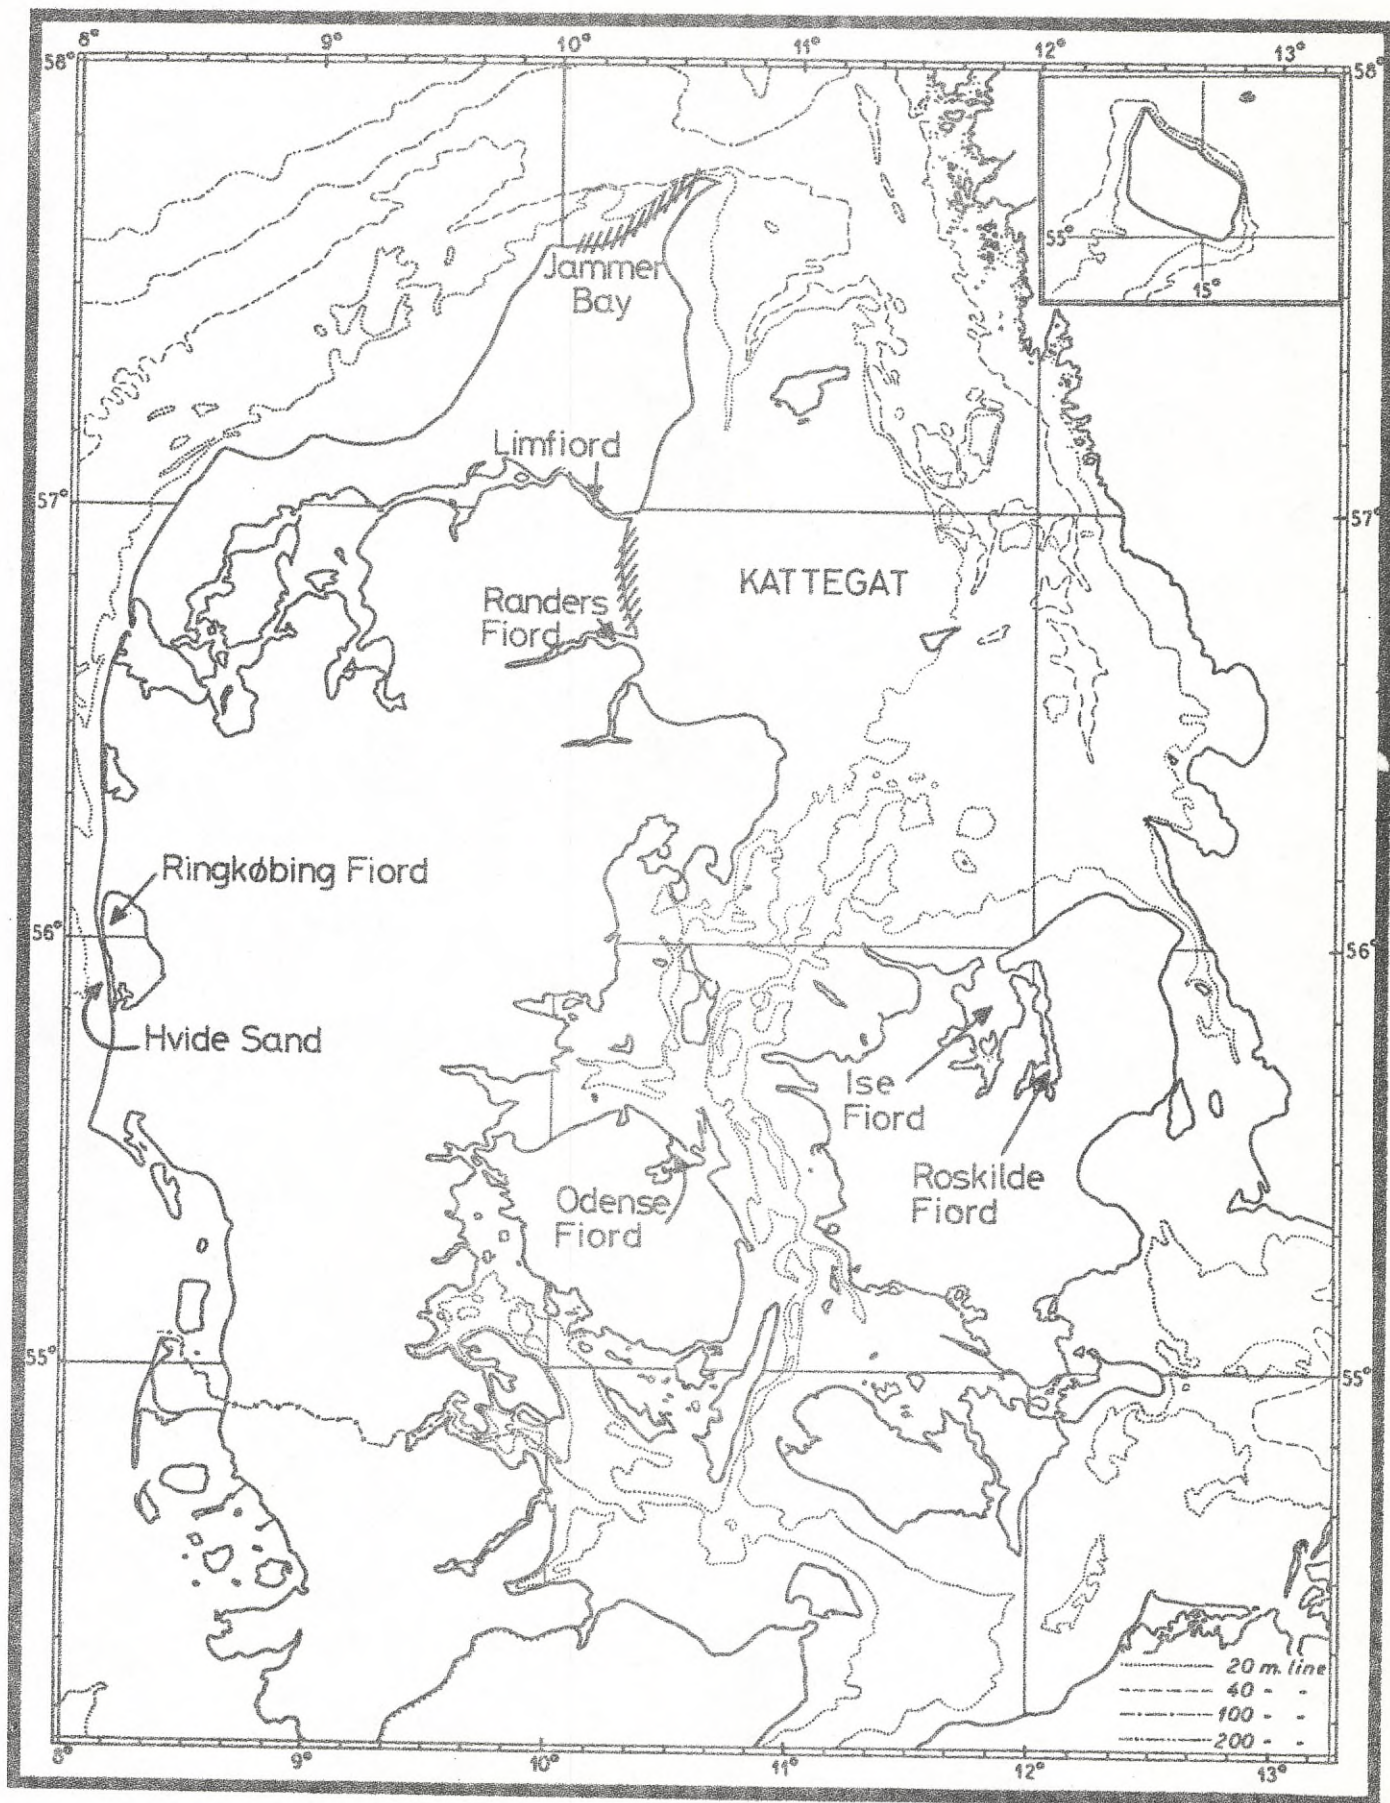 8° 9° 10° 11° 12° 13°
58° 58°
55°
15°
Jammer
Bay
Limfiord
57° 57°
KATTEGAT
Randers
Fiord
Ringkøbing Fiord
56° 56°
Hvide Sand
Ise
Fiord
Roskilde
Fiord
Odense
Fiord
55° 55°
20 m. line
40 - -
100 - -
200 - -
8° 9° 10° 11° 12° 13°